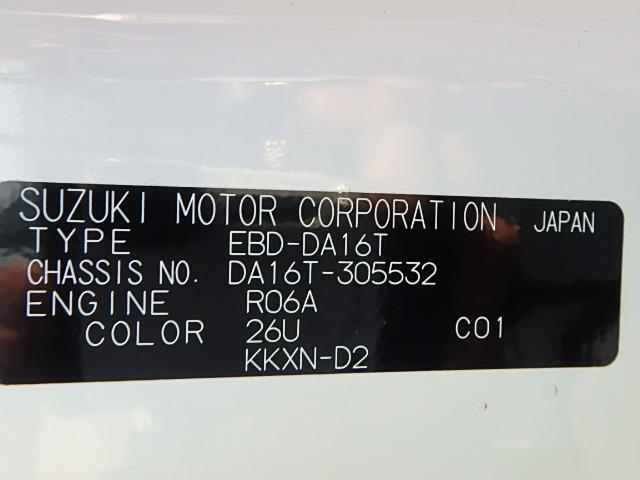 SUZUKI MOTOR CORPORATION JAPAN
TYPE EBD-DA16T
CHASSIS NO. DA16T-305532
ENGINE R06A
COLOR 26U C01
KKXN-D2